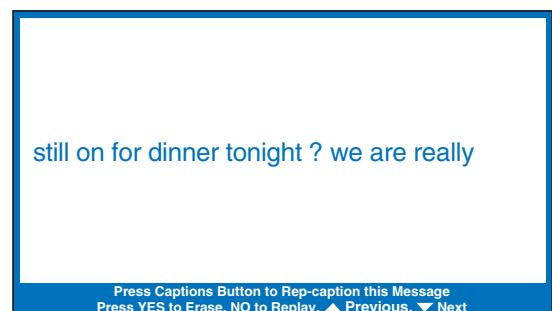 still on for dinner tonight ? we are really
Press Captions Button to Rep-caption this Message
Press YES to Erase, NO to Replay, ▲ Previous, ▼ Next